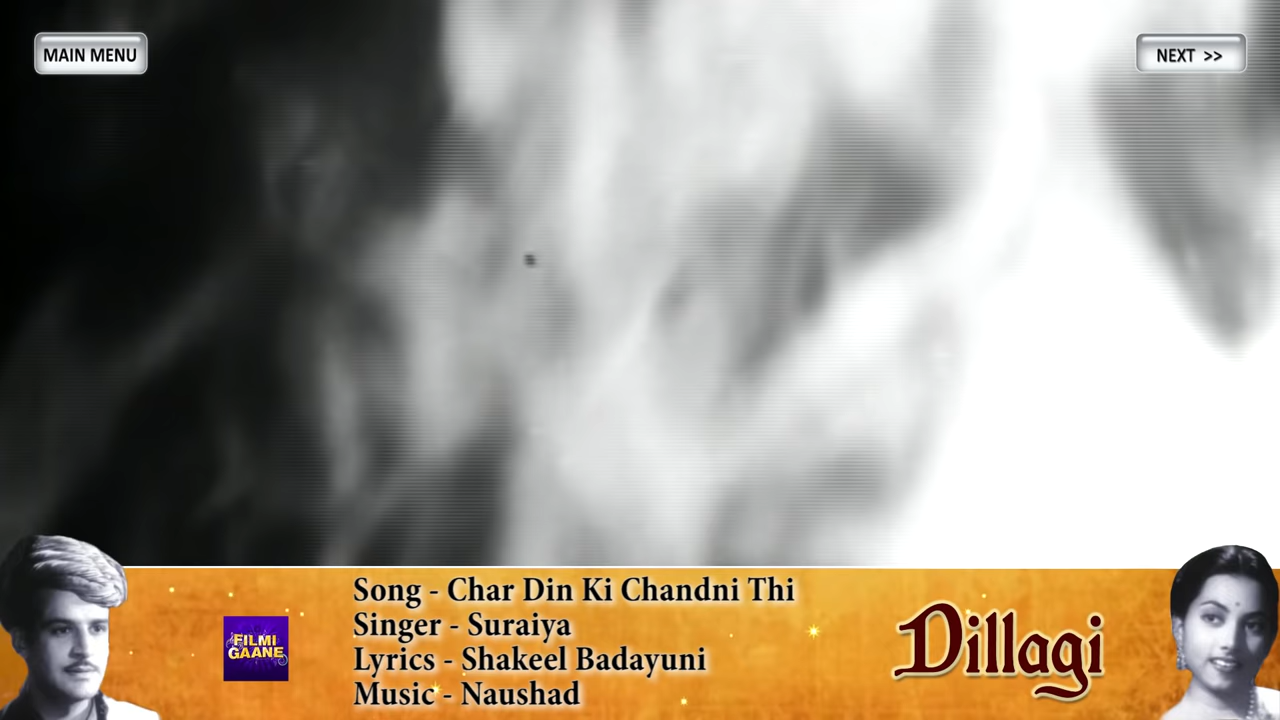 MAIN MENU
NEXT >>
Song - Char Din Ki Chandni Thi
Singer - Suraiya
FILMI
GAANE
Lyrics - Shakeel Badayuni
Music - Naushad
Dillagi